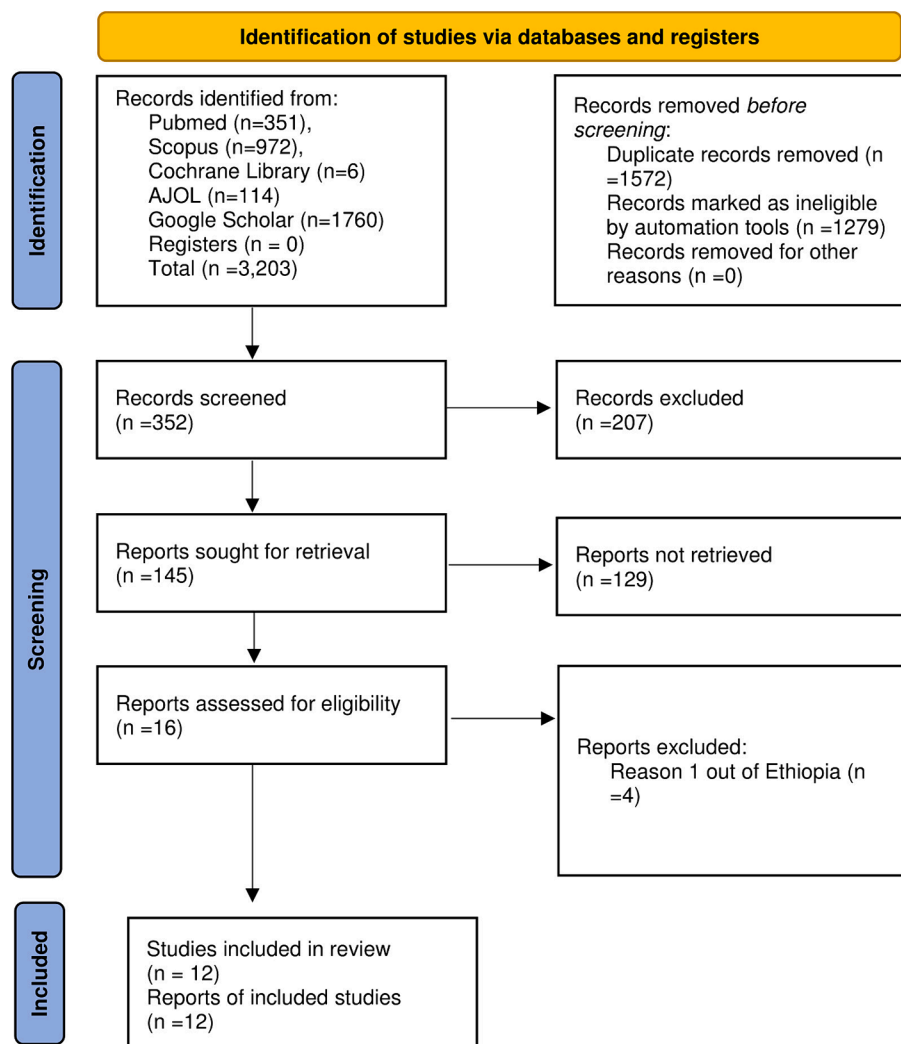 Identification of studies via databases and registers
Identification
Records identified from:
Pubmed (n=351),
Scopus (n=972),
Cochrane Library (n=6)
AJOL (n=114)
Google Scholar (n=1760)
Registers (n = 0)
Total (n =3,203)
Records removed before
screening:
Duplicate records removed (n
=1572)
Records marked as ineligible
by automation tools (n =1279)
Records removed for other
reasons (n =0)
Screening
Records screened
(n =352)
Records excluded
(n =207)
Reports sought for retrieval
(n =145)
Reports not retrieved
(n =129)
Reports assessed for eligibility
(n =16)
Reports excluded:
Reason 1 out of Ethiopia (n
=4)
Included
Studies included in review
(n = 12)
Reports of included studies
(n =12)